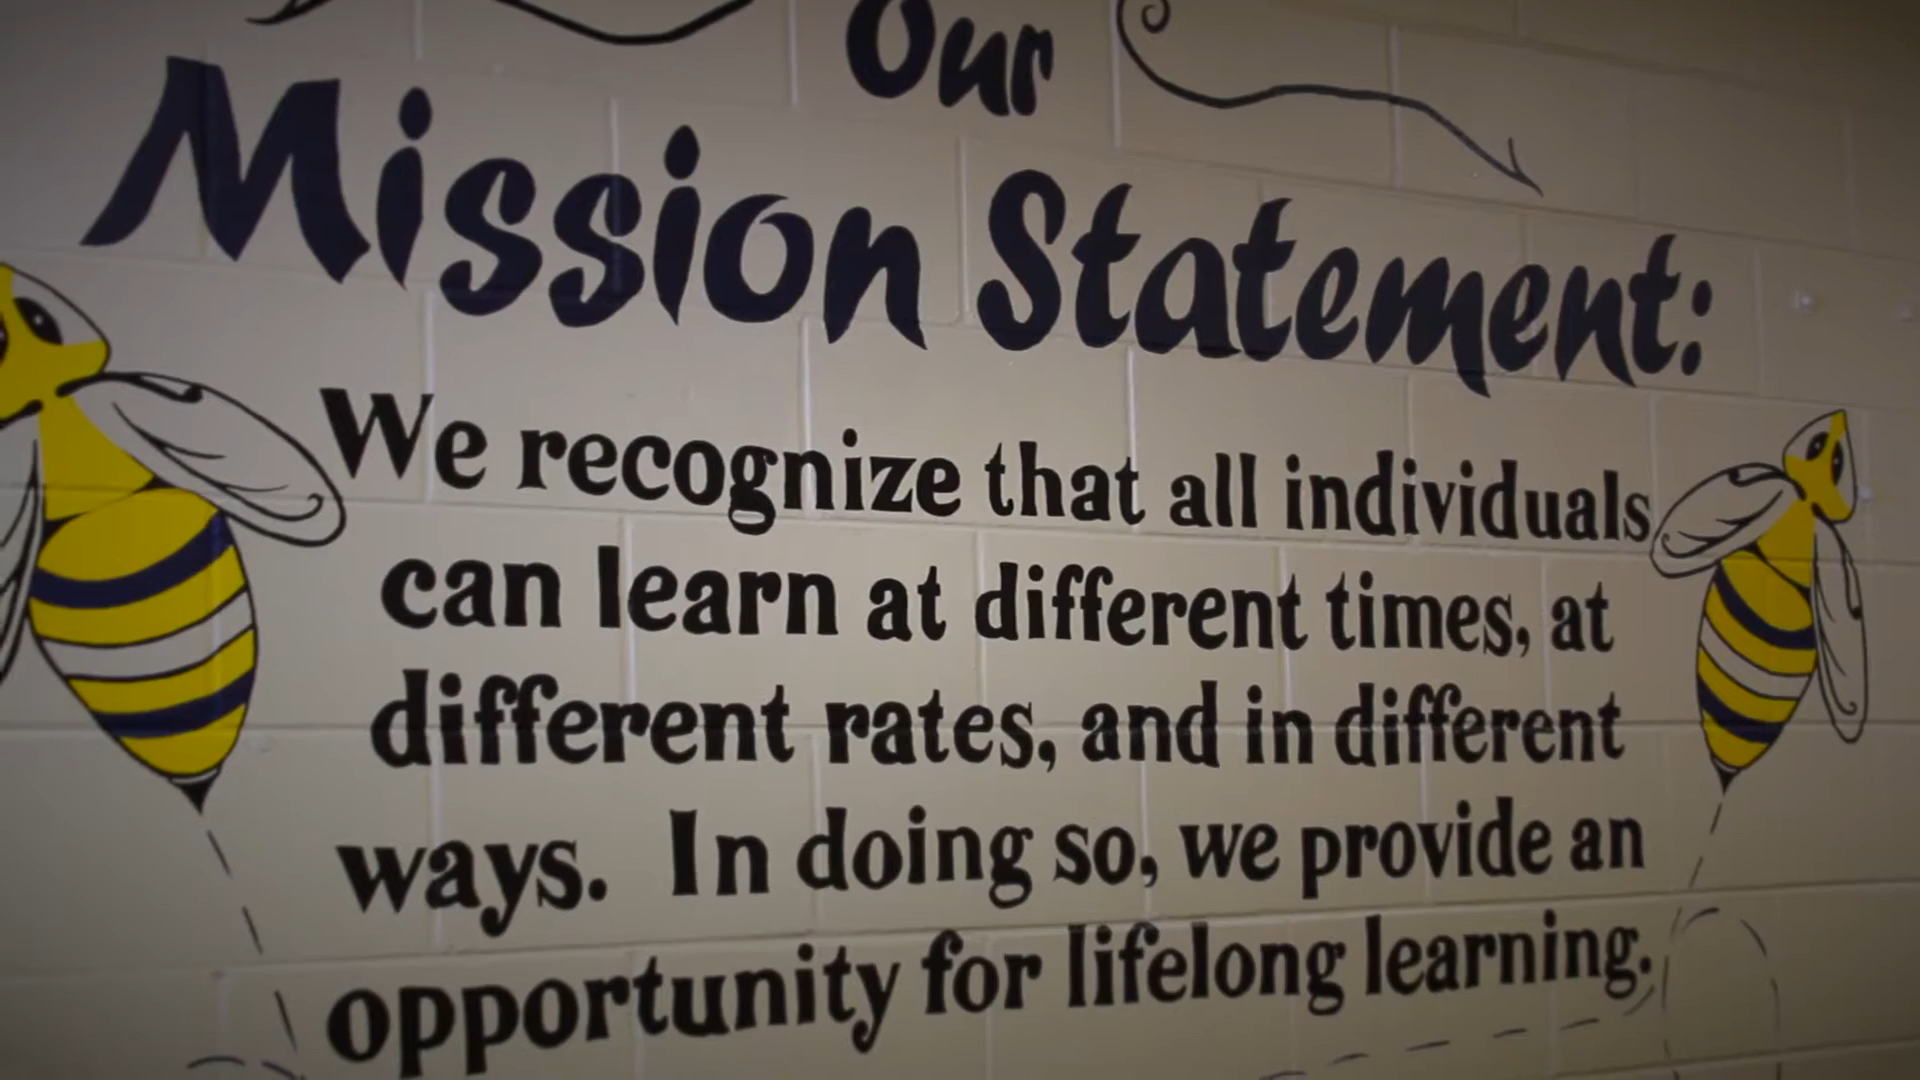 Our
Mission Statement:
We recognize that all individuals
can learn at different times, at
different rates, and in different
ways. In doing so, we provide an
opportunity for lifelong learning.